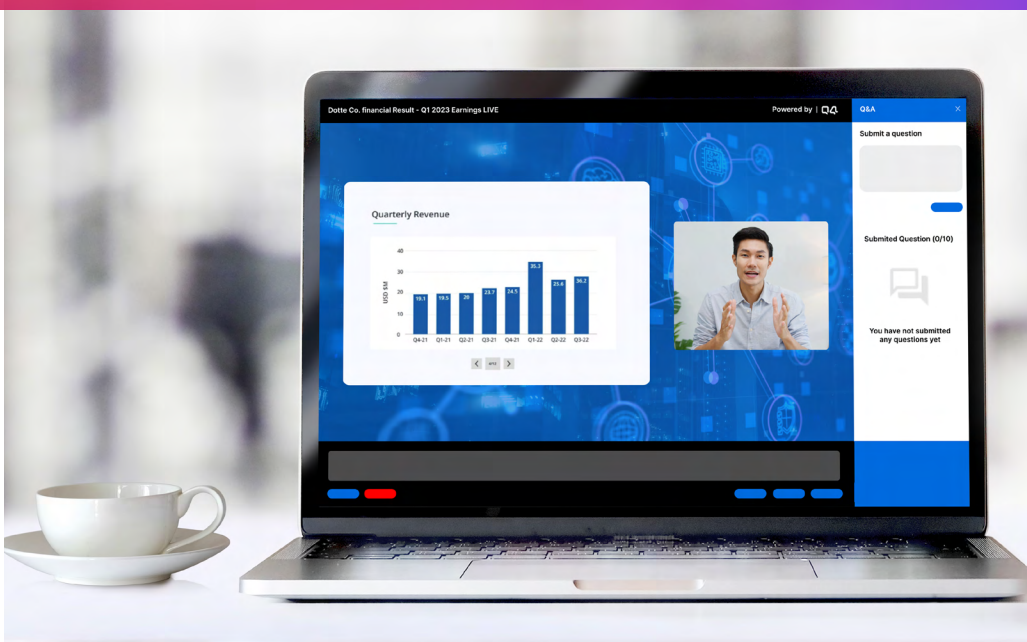 Dotte Co. financial Result - Q1 2023 Earnings LIVE
Powered by | Q4
Q&A
Submit a question
Quarterly Revenue
40
30
20
10
0
USD $M
19.1 19.5 20 23.7 24.5 35.3 25.6 36.2
Q4-21 Q1-21 Q2-21 Q3-21 Q4-21 Q1-22 Q2-22 Q3-22
Submited Question (0/10)
You have not submitted
any questions yet